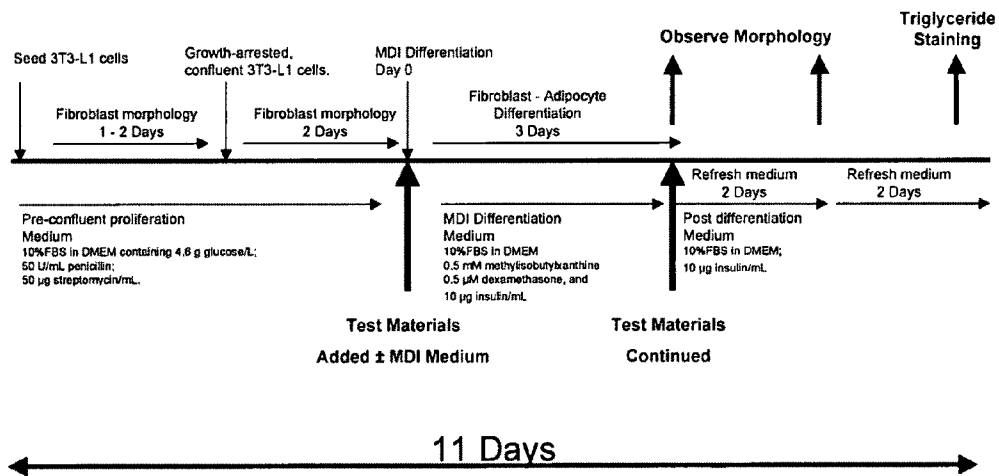 Triglyceride
Staining
Observe Morphology
Seed 3T3-L1 cells
Growth-arrested,
confluent 3T3-L1 cells.
MDI Differentiation
Day 0
Fibroblast morphology
1 - 2 Days
Fibroblast morphology
2 Days
Fibroblast - Adipocyte
Differentiation
3 Days
Refresh medium
2 Days
Refresh medium
2 Days
Pre-confluent proliferation
Medium
10%FBS in DMEM containing 4.6 g glucose/L;
50 U/mL penicillin;
50 µg streptomycin/mL.
MDI Differentiation
Medium
10%FBS in DMEM
0.5 mM methylisobutylxanthine
0.5 µM dexamethasone, and
10 µg insulin/mL
Post differentiation
Medium
10%FBS in DMEM;
10 µg insulin/mL.
Test Materials
Added ± MDI Medium
Test Materials
Continued
11 Days